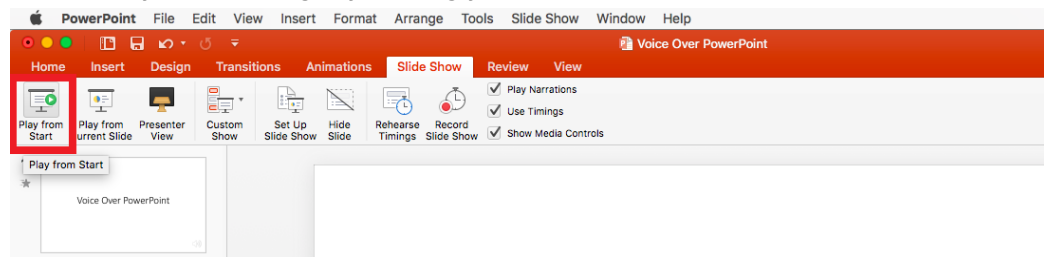 PowerPoint File Edit View Insert Format Arrange Tools Slide Show Window Help
Voice Over PowerPoint
Home Insert Design Transitions Animations Slide Show Review View
Play from Start
Play from urrent Slide
Presenter View
Custom Show
Set Up Slide Show
Hide Slide
Rehearse Timings
Record Slide Show
Play Narrations
Use Timings
Show Media Controls
Play from Start
Voice Over PowerPoint